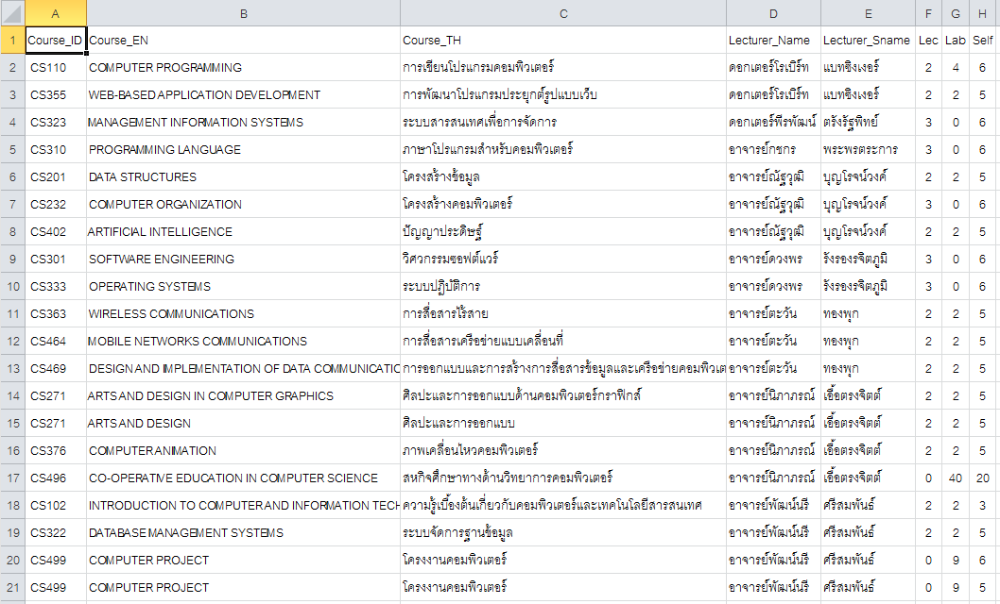 A B C D E F G H
1 Course_ID Course_EN Course_TH Lecturer_Name Lecturer_Sname Lec Lab Self
2 CS110 COMPUTER PROGRAMMING การเขียนโปรแกรมคอมพิวเตอร์ ดอกเตอร์โรเบิร์ท แบทซิงเงอร์ 2 4 6
3 CS355 WEB-BASED APPLICATION DEVELOPMENT การพัฒนาโปรแกรมประยุกต์รูปแบบเว็บ ดอกเตอร์โรเบิร์ท แบทซิงเงอร์ 2 2 5
4 CS323 MANAGEMENT INFORMATION SYSTEMS ระบบสารสนเทศเพื่อการจัดการ ดอกเตอร์พีรพัฒน์ ตรังรัฐพิทย์ 3 0 6
5 CS310 PROGRAMMING LANGUAGE ภาษาโปรแกรมสำหรับคอมพิวเตอร์ อาจารย์กชกร พระพรตระการ 3 0 6
6 CS201 DATA STRUCTURES โครงสร้างข้อมูล อาจารย์ณัฐวุฒิ บุญโรจน์วงค์ 2 2 5
7 CS232 COMPUTER ORGANIZATION โครงสร้างคอมพิวเตอร์ อาจารย์ณัฐวุฒิ บุญโรจน์วงค์ 3 0 6
8 CS402 ARTIFICIAL INTELLIGENCE ปัญญาประดิษฐ์ อาจารย์ณัฐวุฒิ บุญโรจน์วงค์ 2 2 5
9 CS301 SOFTWARE ENGINEERING วิศวกรรมซอฟต์แวร์ อาจารย์ดวงพร รังรองรจิตภูมิ 3 0 6
10 CS333 OPERATING SYSTEMS ระบบปฏิบัติการ อาจารย์ดวงพร รังรองรจิตภูมิ 3 0 6
11 CS363 WIRELESS COMMUNICATIONS การสื่อสารไร้สาย อาจารย์ตะวัน ทองพุก 2 2 5
12 CS464 MOBILE NETWORKS COMMUNICATIONS การสื่อสารเครือข่ายแบบเคลื่อนที่ อาจารย์ตะวัน ทองพุก 2 2 5
13 CS469 DESIGN AND IMPLEMENTATION OF DATA COMMUNICATIO การออกแบบและการสร้างการสื่อสารข้อมูลและเครือข่ายคอมพิวเต อาจารย์ตะวัน ทองพุก 2 2 5
14 CS271 ARTS AND DESIGN IN COMPUTER GRAPHICS ศิลปะและการออกแบบด้านคอมพิวเตอร์กราฟิกส์ อาจารย์นิภาภรณ์ เอื้อตรงจิตต์ 2 2 5
15 CS271 ARTS AND DESIGN ศิลปะและการออกแบบ อาจารย์นิภาภรณ์ เอื้อตรงจิตต์ 2 2 5
16 CS376 COMPUTER ANIMATION ภาพเคลื่อนไหวคอมพิวเตอร์ อาจารย์นิภาภรณ์ เอื้อตรงจิตต์ 2 2 5
17 CS496 CO-OPERATIVE EDUCATION IN COMPUTER SCIENCE สหกิจศึกษาทางด้านวิทยาการคอมพิวเตอร์ อาจารย์นิภาภรณ์ เอื้อตรงจิตต์ 0 40 20
18 CS102 INTRODUCTION TO COMPUTER AND INFORMATION TECH ความรู้เบื้องต้นเกี่ยวกับคอมพิวเตอร์และเทคโนโลยีสารสนเทศ อาจารย์พัฒน์นรี ศรีสมพันธ์ 2 2 3
19 CS322 DATABASE MANAGEMENT SYSTEMS ระบบจัดการฐานข้อมูล อาจารย์พัฒน์นรี ศรีสมพันธ์ 2 2 5
20 CS499 COMPUTER PROJECT โครงงานคอมพิวเตอร์ อาจารย์พัฒน์นรี ศรีสมพันธ์ 0 9 6
21 CS499 COMPUTER PROJECT โครงงานคอมพิวเตอร์ อาจารย์พัฒน์นรี ศรีสมพันธ์ 0 9 5